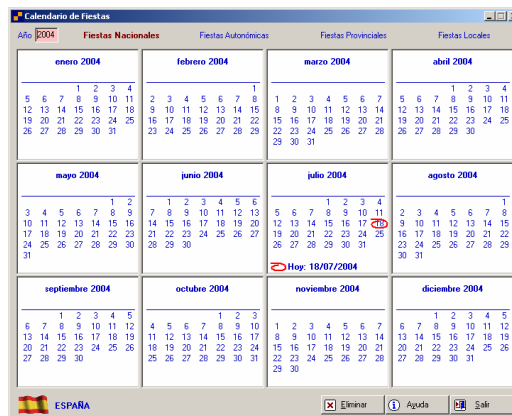 Calendario de Fiestas
Año 2004 Fiestas Nacionales Fiestas Autonómicas Fiestas Provinciales Fiestas Locales
enero 2004 febrero 2004 marzo 2004 abril 2004
1 2 3 4 1 1 2 3 4 5 6 7 1 2 3 4
5 6 7 8 9 10 11 2 3 4 5 6 7 8 8 9 10 11 12 13 14 5 6 7 8 9 10 11
12 13 14 15 16 17 18 9 10 11 12 13 14 15 15 16 17 18 19 20 21 12 13 14 15 16 17 18
19 20 21 22 23 24 25 16 17 18 19 20 21 22 22 23 24 25 26 27 28 19 20 21 22 23 24 25
26 27 28 29 30 31 23 24 25 26 27 28 29 29 30 31 26 27 28 29 30
mayo 2004 junio 2004 julio 2004 agosto 2004
1 2 1 2 3 4 5 6 1 2 3 4 1
3 4 5 6 7 8 9 7 8 9 10 11 12 13 5 6 7 8 9 10 11 2 3 4 5 6 7 8
10 11 12 13 14 15 16 14 15 16 17 18 19 20 12 13 14 15 16 17 18 9 10 11 12 13 14 15
17 18 19 20 21 22 23 21 22 23 24 25 26 27 19 20 21 22 23 24 25 16 17 18 19 20 21 22
24 25 26 27 28 29 30 28 29 30 26 27 28 29 30 31 23 24 25 26 27 28 29
31 30 31
Hoy: 18/07/2004
septiembre 2004 octubre 2004 noviembre 2004 diciembre 2004
1 2 3 4 5 1 2 3 1 2 3 4 5 6 7 1 2 3 4 5
6 7 8 9 10 11 12 4 5 6 7 8 9 10 8 9 10 11 12 13 14 6 7 8 9 10 11 12
13 14 15 16 17 18 19 11 12 13 14 15 16 17 15 16 17 18 19 20 21 13 14 15 16 17 18 19
20 21 22 23 24 25 26 18 19 20 21 22 23 24 22 23 24 25 26 27 28 20 21 22 23 24 25 26
27 28 29 30 25 26 27 28 29 30 31 29 30 27 28 29 30 31
ESPAÑA Eliminar Ayuda Salir